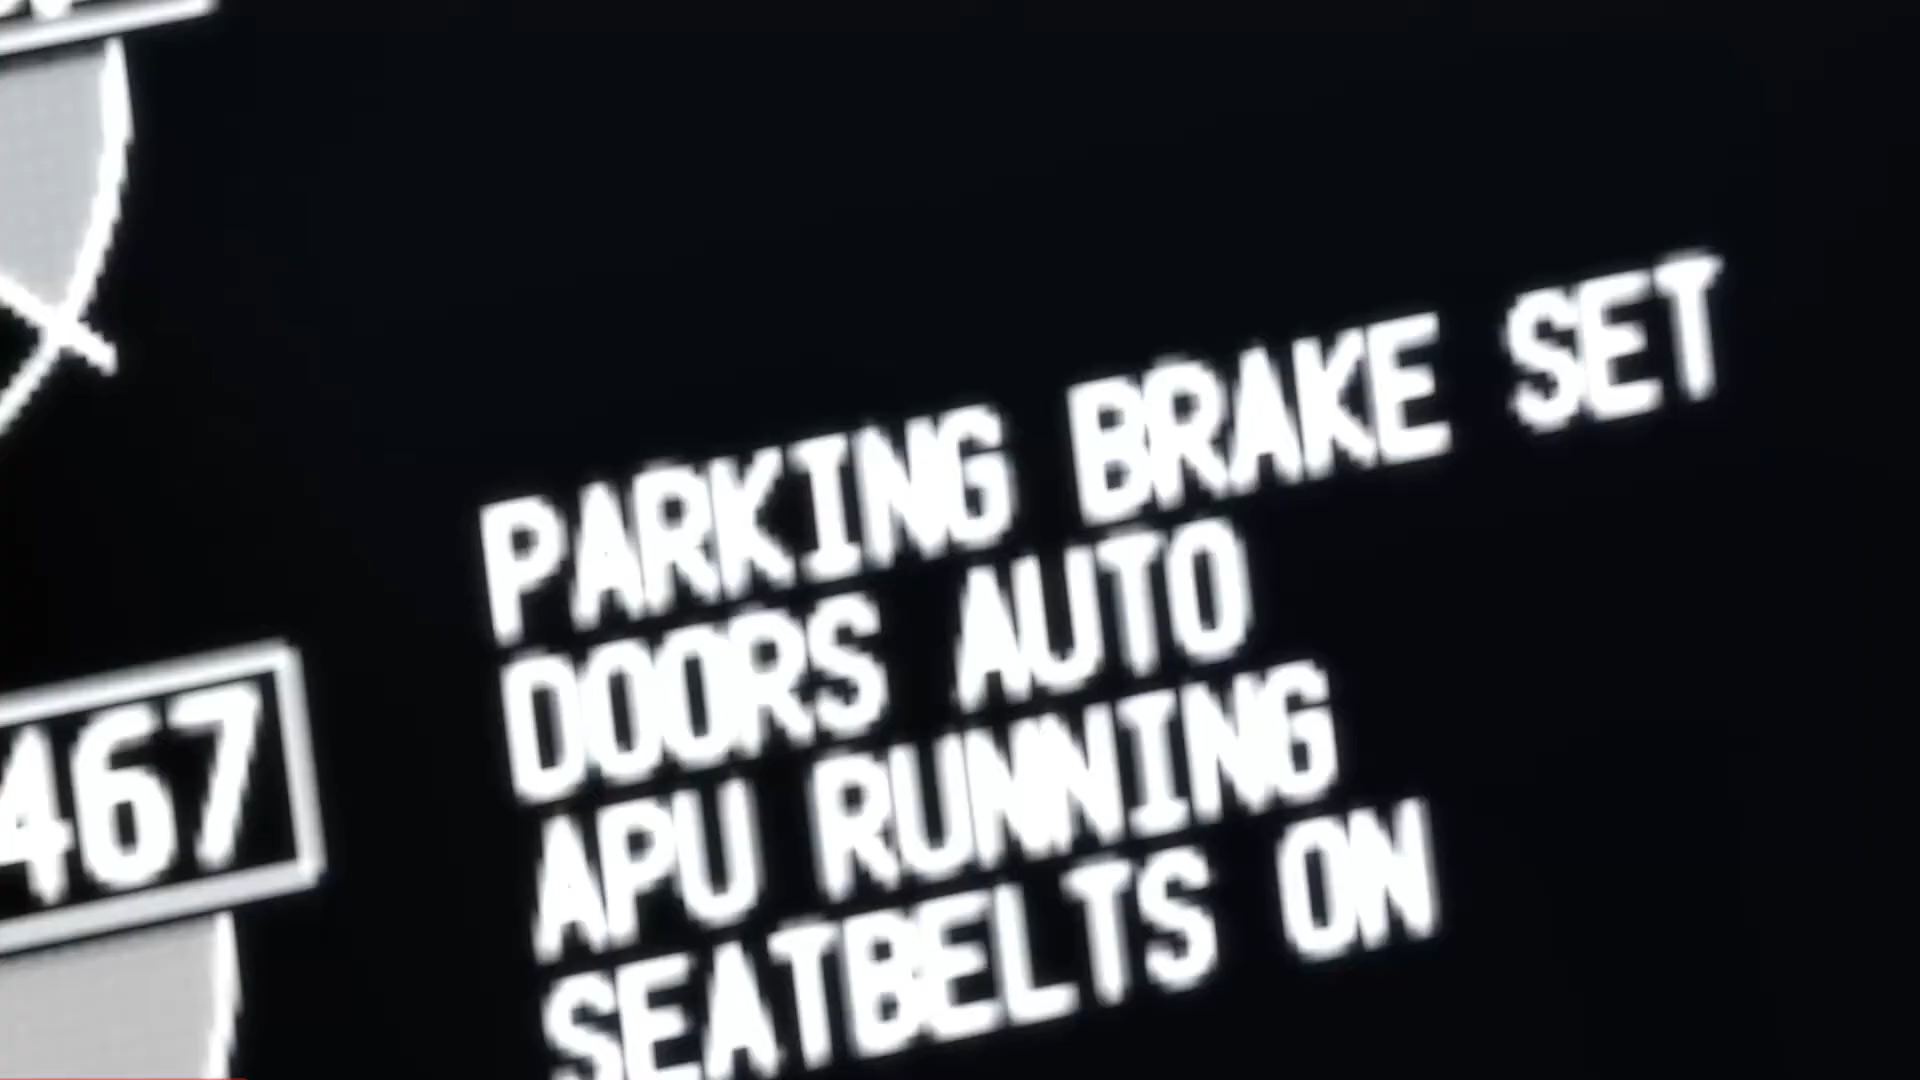 PARKING BRAKE SET
DOORS AUTO
APU RUNNING
SEATBELTS ON
467